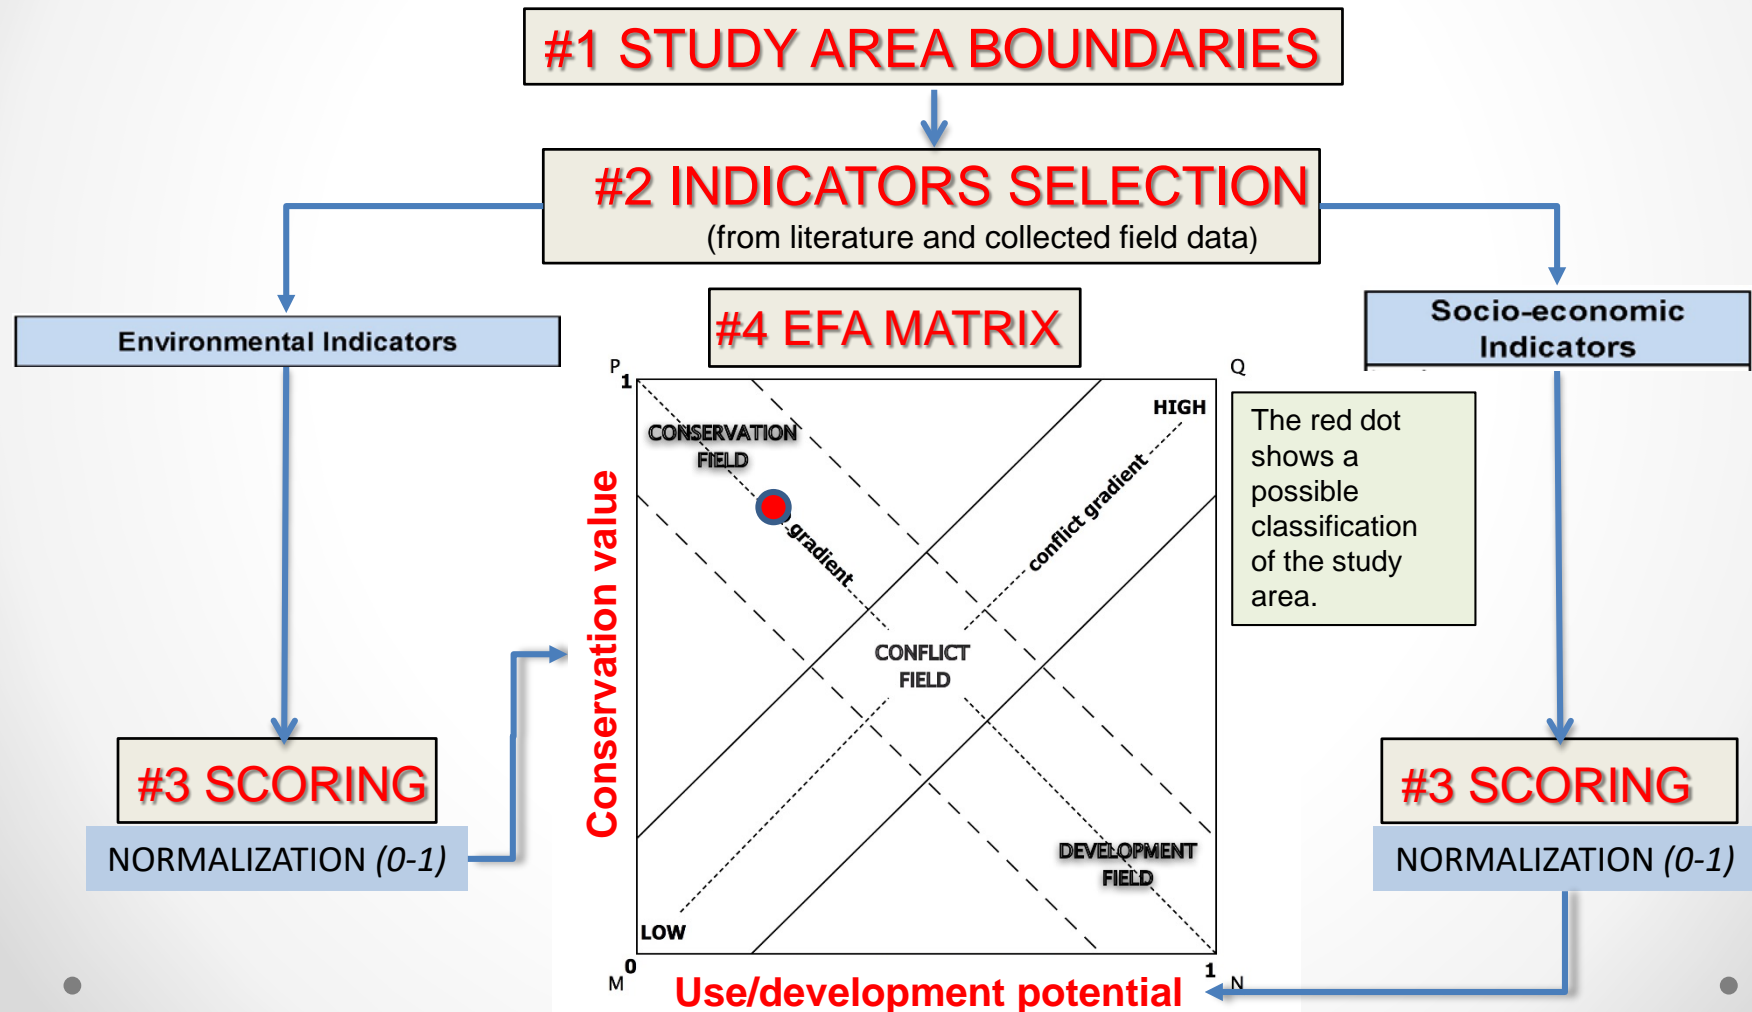 #1 STUDY AREA BOUNDARIES
#2 INDICATORS SELECTION
(from literature and collected field data)
Environmental Indicators
#4 EFA MATRIX
Socio-economic
Indicators
P
1
Q
HIGH
CONSERVATION
FIELD
gradient
conflict gradient
The red dot
shows a
possible
classification
of the study
area.
Conservation value
CONFLICT
FIELD
#3 SCORING
NORMALIZATION (0-1)
DEVELOPMENT
FIELD
#3 SCORING
NORMALIZATION (0-1)
LOW
M
0
1
N
Use/development potential